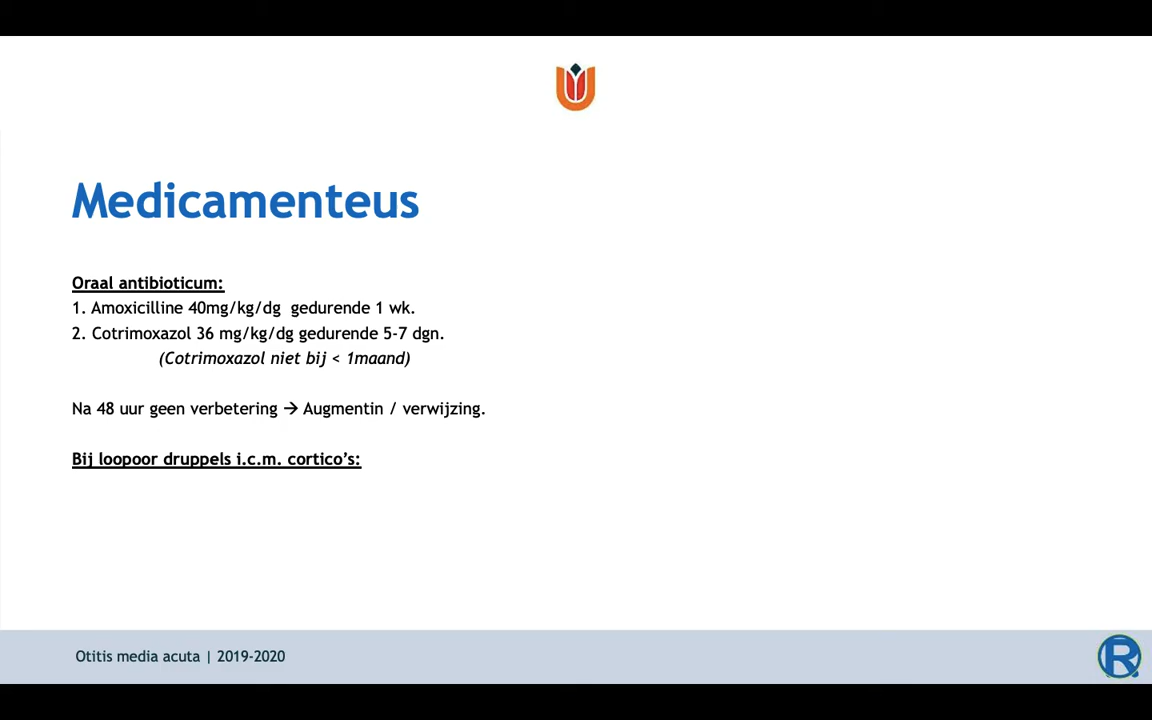 Medicamenteus
Oraal antibioticum:
1. Amoxicilline 40mg/kg/dg gedurende 1 wk.
2. Cotrimoxazol 36 mg/kg/dg gedurende 5-7 dgn.
(Cotrimoxazol niet bij < 1maand)
Na 48 uur geen verbetering → Augmentin / verwijzing.
Bij loopoor druppels i.c.m. cortico’s:
Otitis media acuta | 2019-2020
R